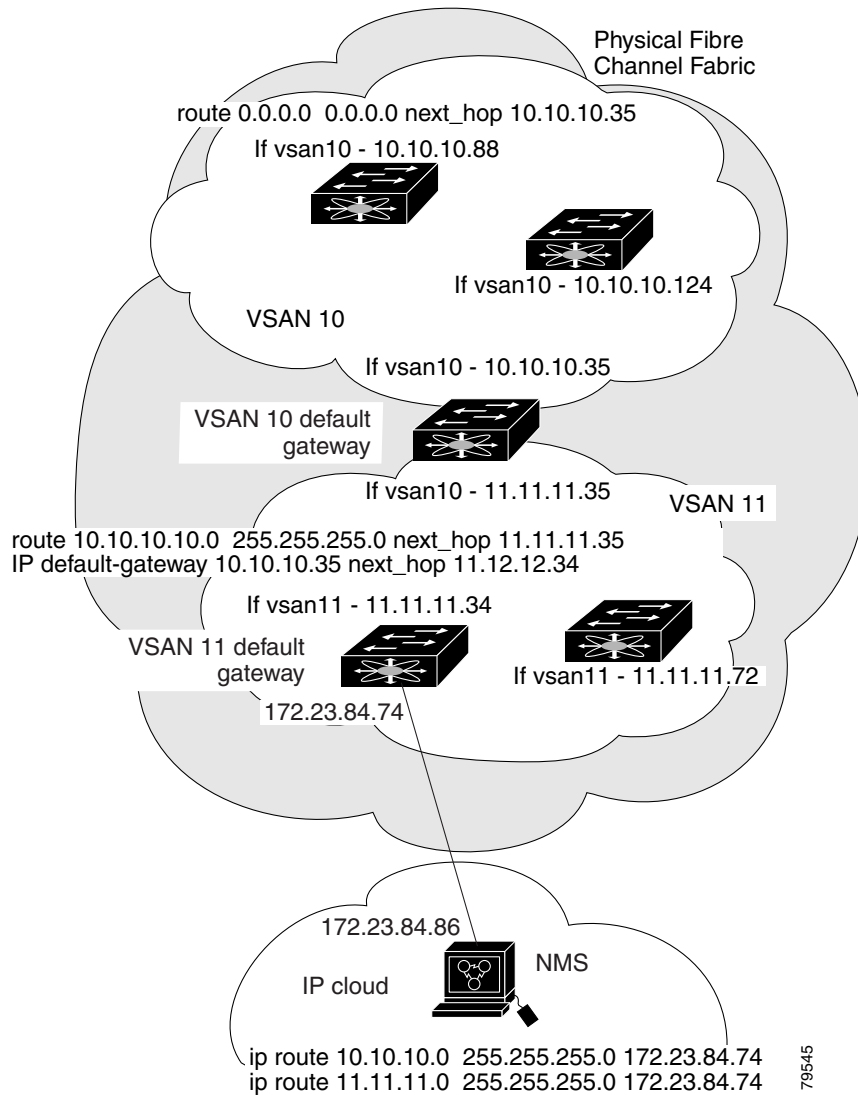 Physical Fibre
Channel Fabric
route 0.0.0.0 0.0.0.0 next_hop 10.10.10.35
If vsan10 - 10.10.10.88
If vsan10 - 10.10.10.124
VSAN 10
If vsan10 - 10.10.10.35
VSAN 10 default
gateway
If vsan10 - 11.11.11.35
VSAN 11
route 10.10.10.10.0 255.255.255.0 next_hop 11.11.11.35
IP default-gateway 10.10.10.35 next_hop 11.12.12.34
If vsan11 - 11.11.11.34
VSAN 11 default
gateway
If vsan11 - 11.11.11.72
172.23.84.74
172.23.84.86
NMS
IP cloud
ip route 10.10.10.0 255.255.255.0 172.23.84.74
ip route 11.11.11.0 255.255.255.0 172.23.84.74
79545